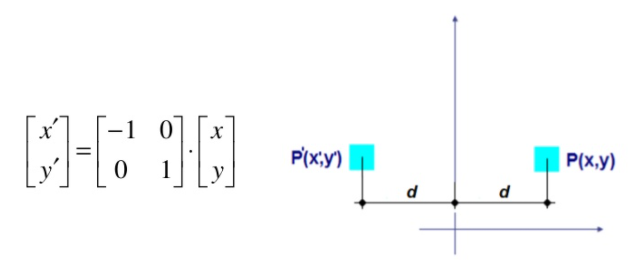 [x′ y′] = [−1 0 0 1] · [x y]
P'(x',y') P(x,y)
d d